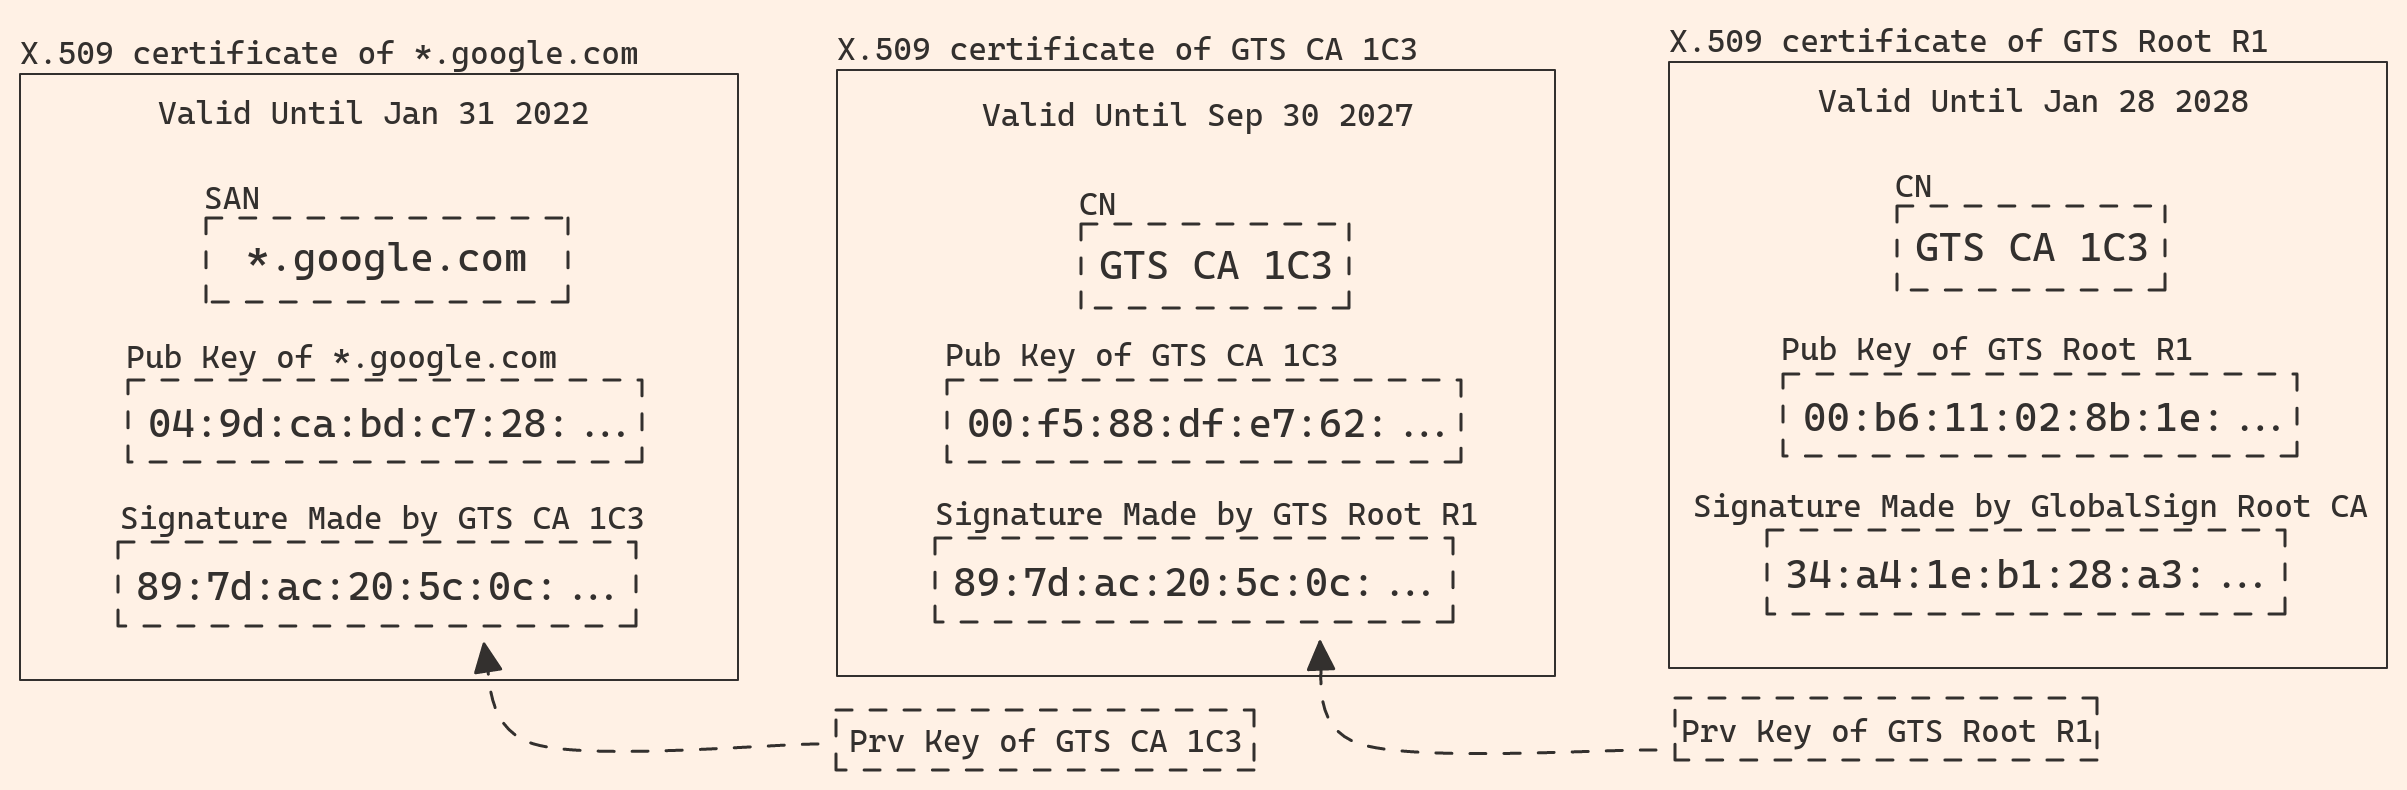 X.509 certificate of *.google.com
Valid Until Jan 31 2022
SAN
*.google.com
Pub Key of *.google.com
04:9d:ca:bd:c7:28: ...
Signature Made by GTS CA 1C3
89:7d:ac:20:5c:0c: ...
X.509 certificate of GTS CA 1C3
Valid Until Sep 30 2027
CN
GTS CA 1C3
Pub Key of GTS CA 1C3
00:f5:88:df:e7:62: ...
Signature Made by GTS Root R1
89:7d:ac:20:5c:0c: ...
Prv Key of GTS CA 1C3
X.509 certificate of GTS Root R1
Valid Until Jan 28 2028
CN
GTS CA 1C3
Pub Key of GTS Root R1
00:b6:11:02:8b:1e: ...
Signature Made by GlobalSign Root CA
34:a4:1e:b1:28:a3: ...
Prv Key of GTS Root R1